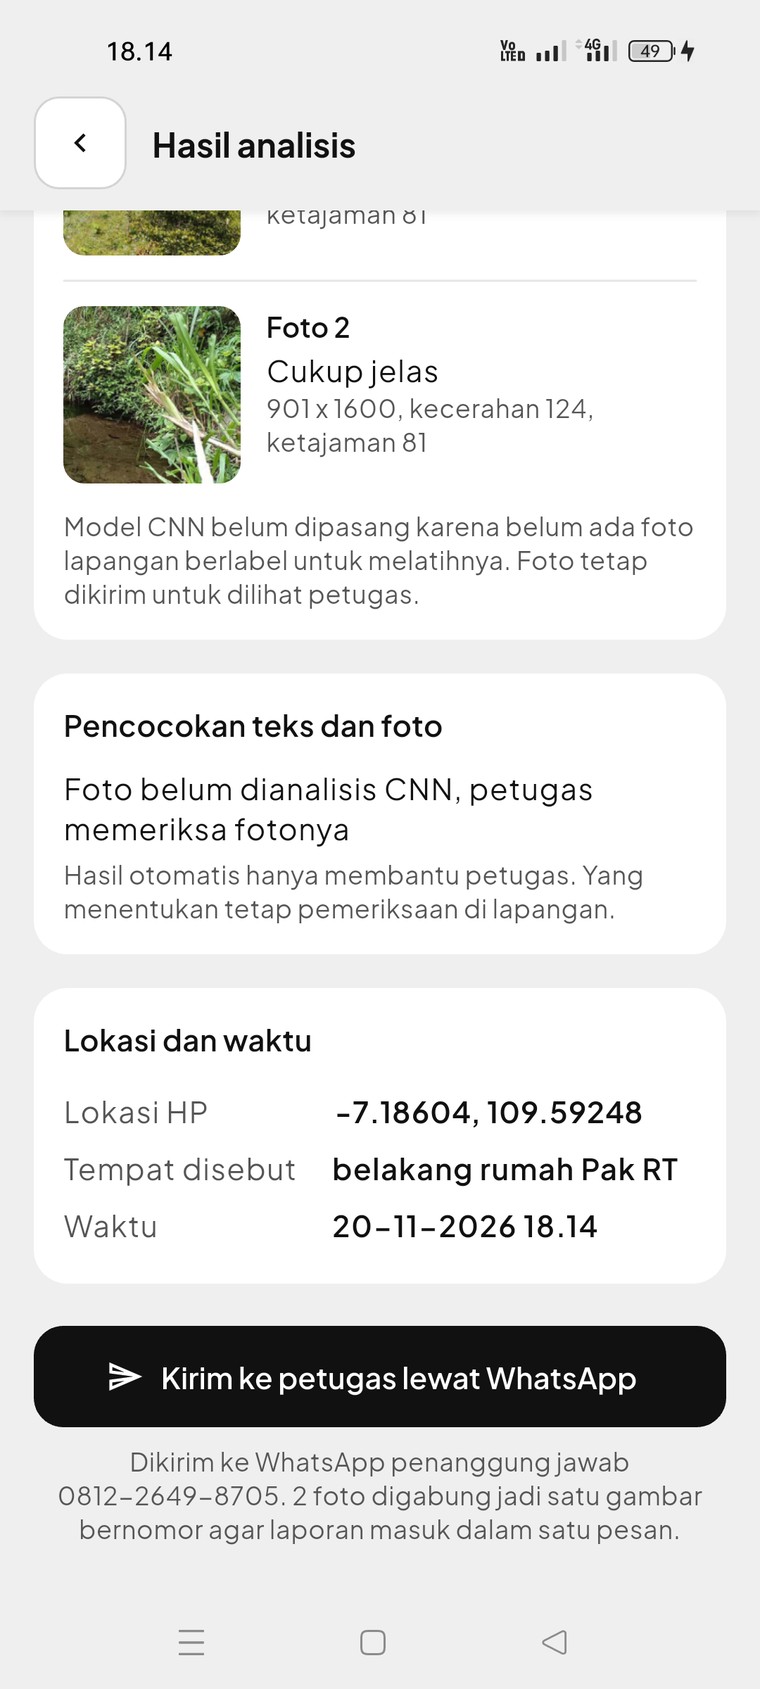 18.14
Vo
LTE D
4G
49
Hasil analisis
ketajaman 81
Foto 2
Cukup jelas
901 x 1600, kecerahan 124,
ketajaman 81
Model CNN belum dipasang karena belum ada foto
lapangan berlabel untuk melatihnya. Foto tetap
dikirim untuk dilihat petugas.
Pencocokan teks dan foto
Foto belum dianalisis CNN, petugas
memeriksa fotonya
Hasil otomatis hanya membantu petugas. Yang
menentukan tetap pemeriksaan di lapangan.
Lokasi dan waktu
Lokasi HP -7.18604, 109.59248
Tempat disebut belakang rumah Pak RT
Waktu 20-11-2026 18.14
Kirim ke petugas lewat WhatsApp
Dikirim ke WhatsApp penanggung jawab
0812-2649-8705. 2 foto digabung jadi satu gambar
bernomor agar laporan masuk dalam satu pesan.